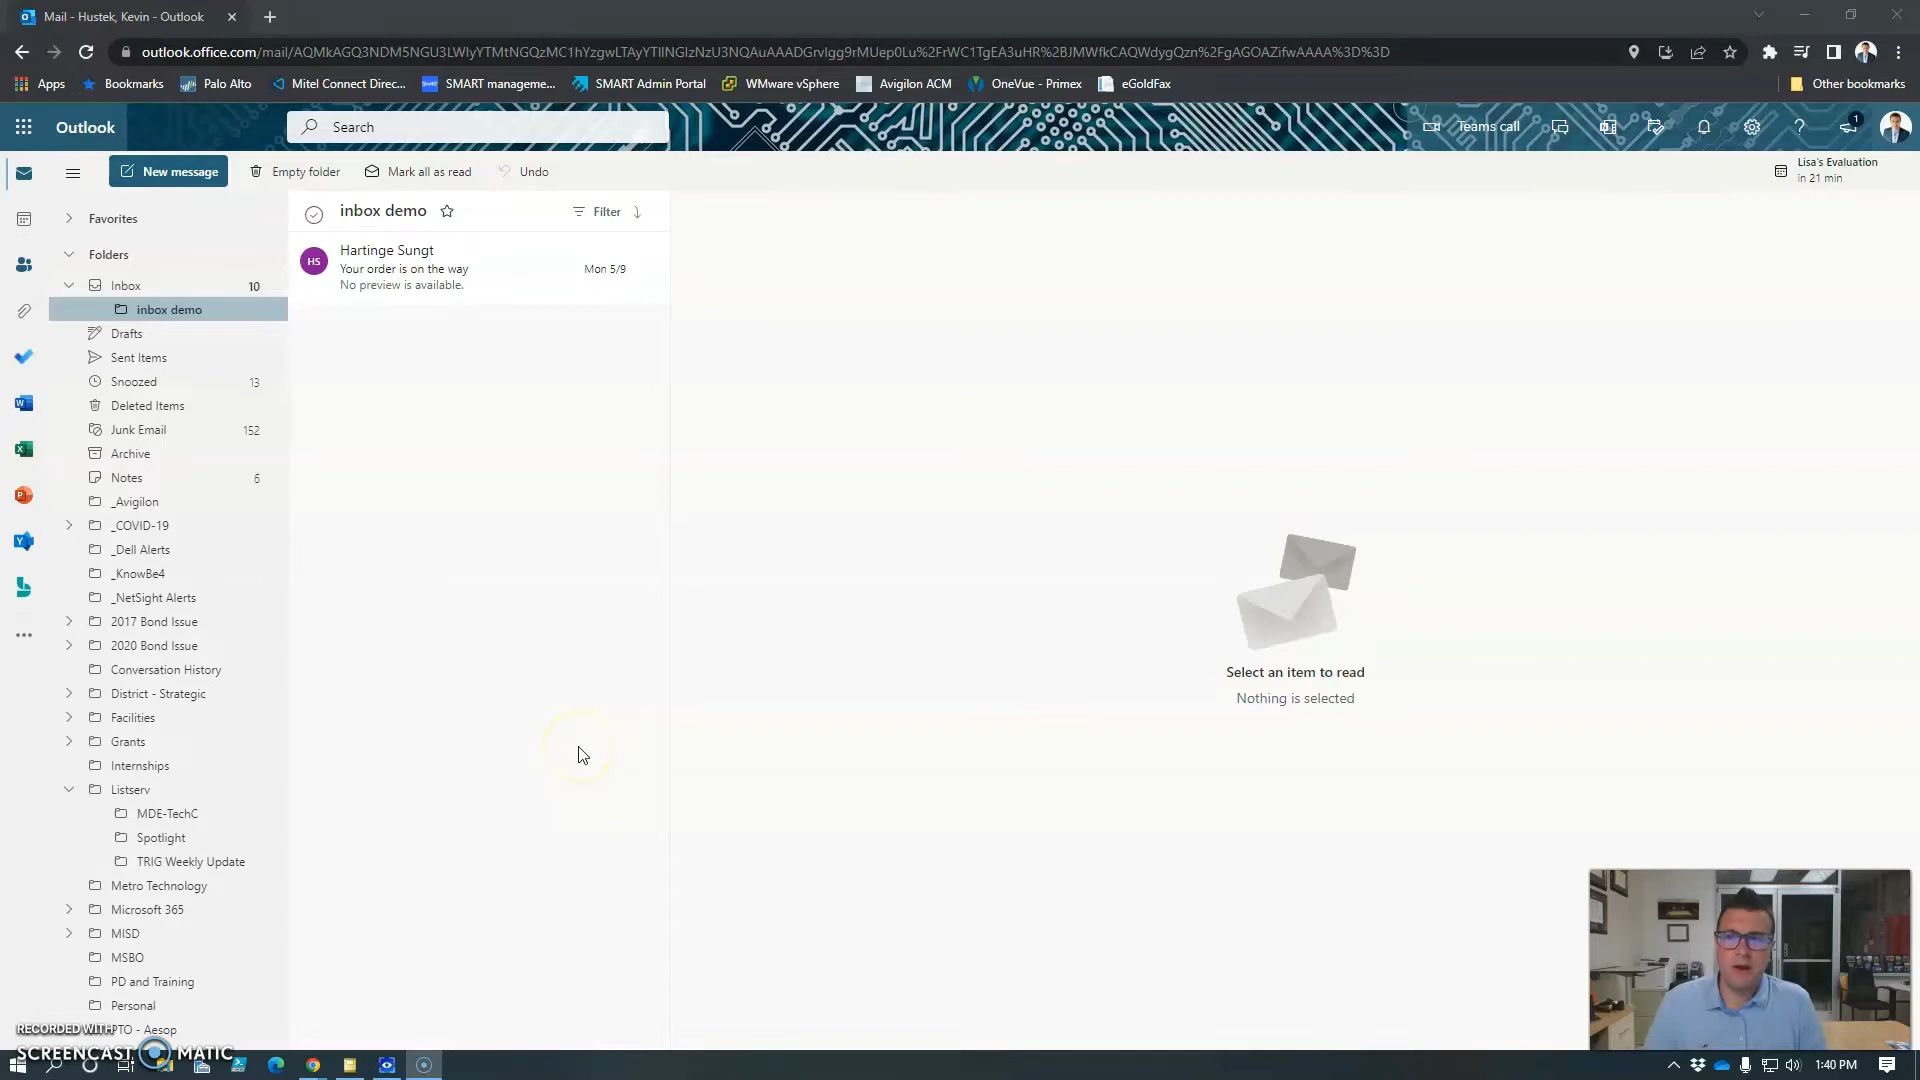 Mail - Hustek, Kevin - Outlook
outlook.office.com/mail/AQMkAGQ3NDM5NGU3LWIyYTMtNGQzMC1hYzgwLTAyYTllNGIzNzU3NQAuAAADGrvIgg9rMUep0Lu%2FrWC1TgEA3uHR%2BJMWfkCAQWdygQzn%2FgAGOAZifwAAAA%3D%3D
Apps
Bookmarks
Palo Alto
Mitel Connect Direc...
SMART manageme...
SMART Admin Portal
WMware vSphere
Avigilon ACM
OneVue - Primex
eGoldFax
Other bookmarks
Outlook
Search
Teams call
1
New message
Empty folder
Mark all as read
Undo
Lisa's Evaluation
in 21 min
Favorites
Folders
Inbox 10
inbox demo
Drafts
Sent Items
Snoozed 13
Deleted Items
Junk Email 152
Archive
Notes 6
_Avigilon
_COVID-19
_Dell Alerts
_KnowBe4
_NetSight Alerts
2017 Bond Issue
2020 Bond Issue
Conversation History
District - Strategic
Facilities
Grants
Internships
Listserv
MDE-TechC
Spotlight
TRIG Weekly Update
Metro Technology
Microsoft 365
MISD
MSBO
PD and Training
Personal
PTO - Aesop
inbox demo
Filter
HS
Hartinge Sungt
Your order is on the way
Mon 5/9
No preview is available.
Select an item to read
Nothing is selected
RECORDED WITH
SCREENCAST MATIC
1:40 PM